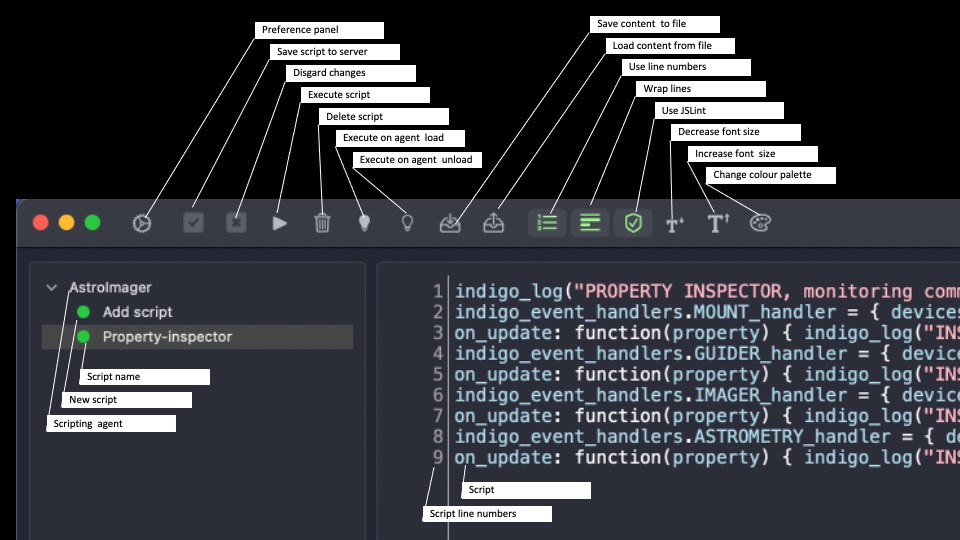 Preference panel
Save script to server
Disgard changes
Execute script
Delete script
Execute on agent load
Execute on agent unload
Save content to file
Load content from file
Use line numbers
Wrap lines
Use JSLint
Decrease font size
Increase font size
Change colour palette
AstroImager
Add script
Property-inspector
Script name
New script
Scripting agent
1 indigo_log("PROPERTY INSPECTOR, monitoring comm
2 indigo_event_handlers.MOUNT_handler = { devices
3 on_update: function(property) { indigo_log("INS
4 indigo_event_handlers.GUIDER_handler = { device
5 on_update: function(property) { indigo_log("INS
6 indigo_event_handlers.IMAGER_handler = { device
7 on_update: function(property) { indigo_log("INS
8 indigo_event_handlers.ASTROMETRY_handler = { de
9 on_update: function(property) { indigo_log("INS
Script
Script line numbers